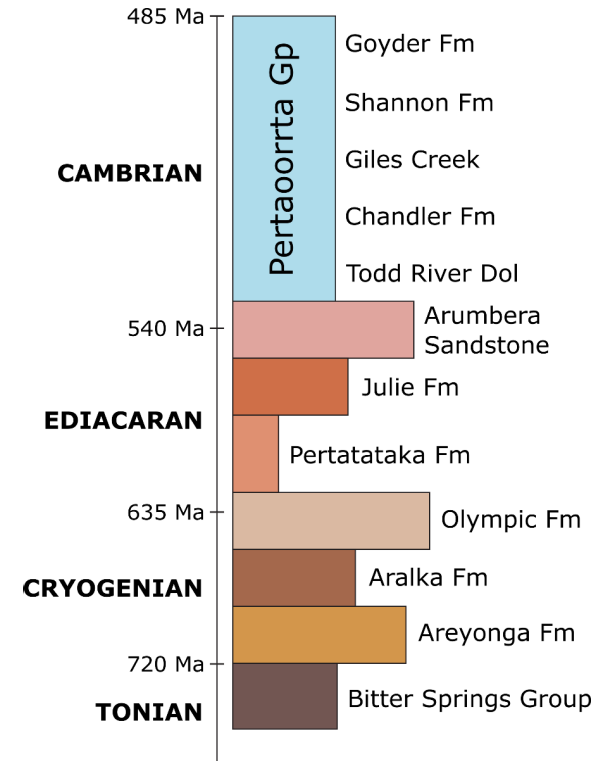 485 Ma
Pertaoorrta Gp
Goyder Fm
Shannon Fm
Giles Creek
CAMBRIAN
Chandler Fm
Todd River Dol
540 Ma
Arumbera
Sandstone
Julie Fm
EDIACARAN
Pertatataka Fm
635 Ma
Olympic Fm
Aralka Fm
CRYOGENIAN
Areyonga Fm
720 Ma
Bitter Springs Group
TONIAN